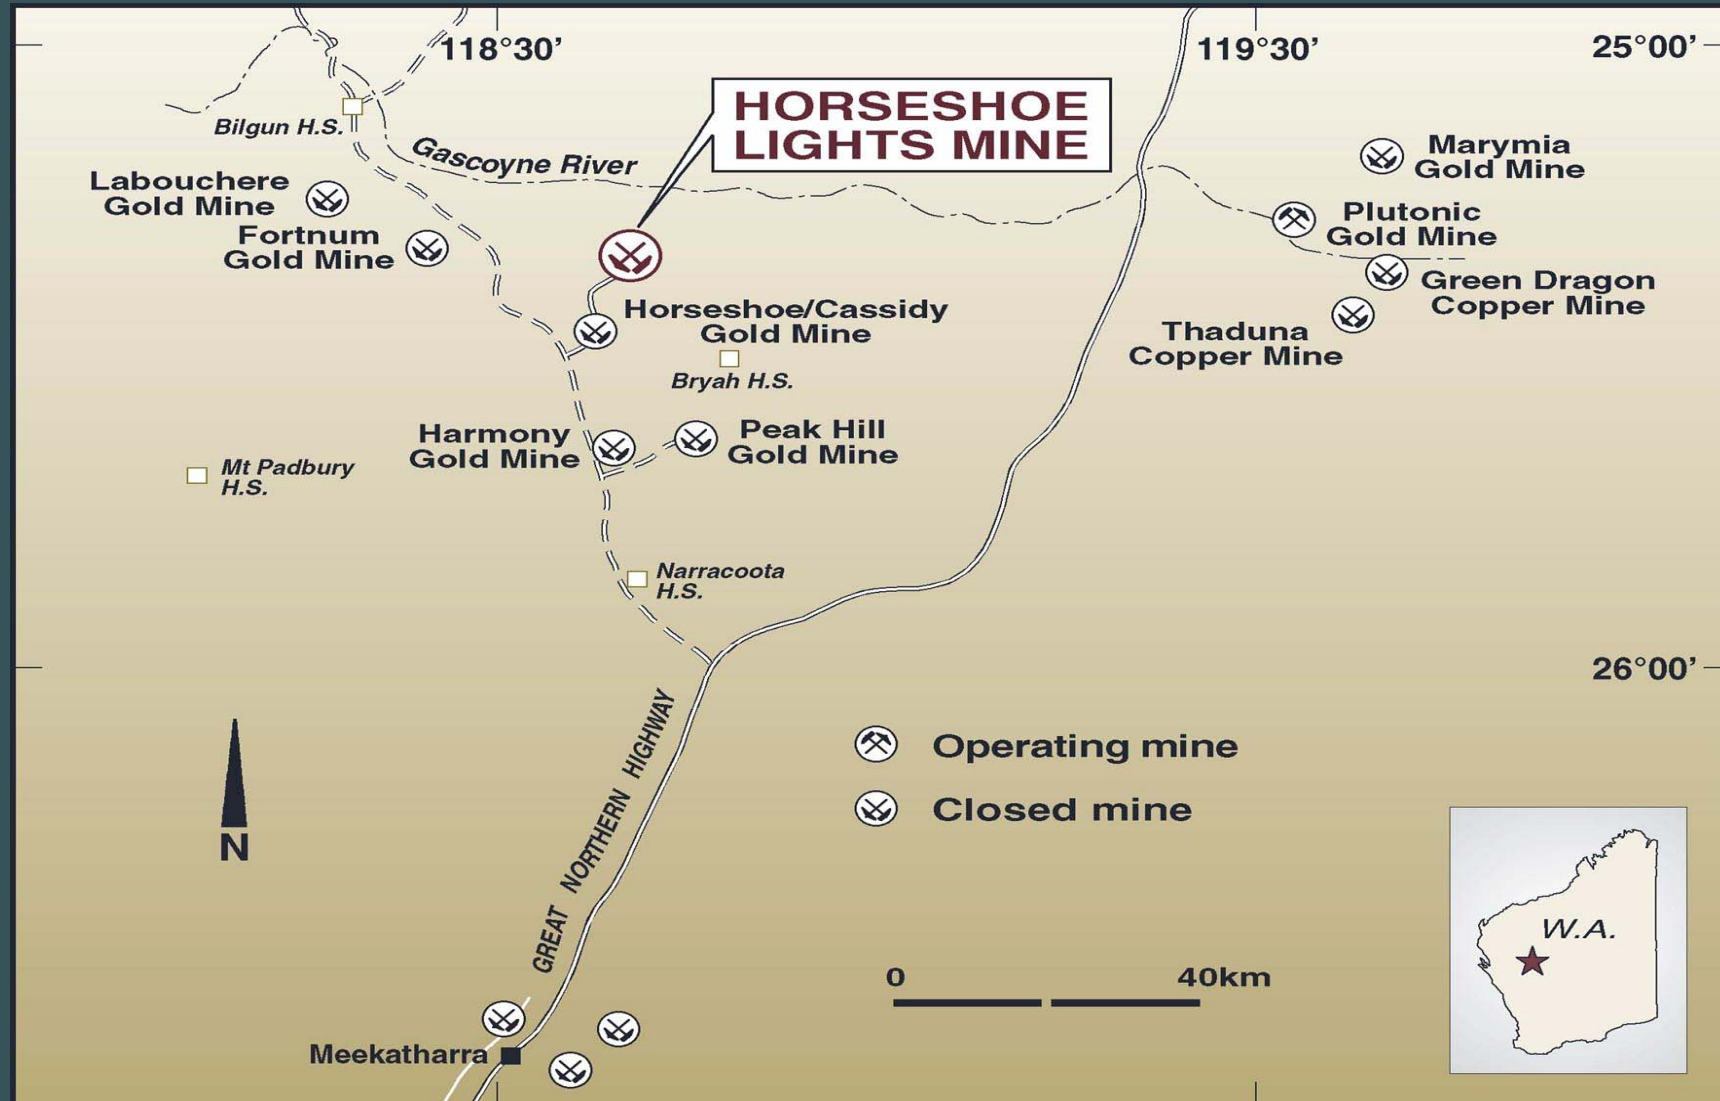 118°30’
119°30’
25°00’
HORSESHOE
LIGHTS MINE
Bilgun H.S.
Gascoyne River
Marymia
Gold Mine
Labouchere
Gold Mine
Plutonic
Gold Mine
Fortnum
Gold Mine
Green Dragon
Copper Mine
Horseshoe/Cassidy
Gold Mine
Thaduna
Copper Mine
Bryah H.S.
Harmony
Gold Mine
Peak Hill
Gold Mine
Mt Padbury
H.S.
Narracoota
H.S.
26°00’
GREAT NORTHERN HIGHWAY
Operating mine
Closed mine
N
W.A.
0
40km
Meekatharra